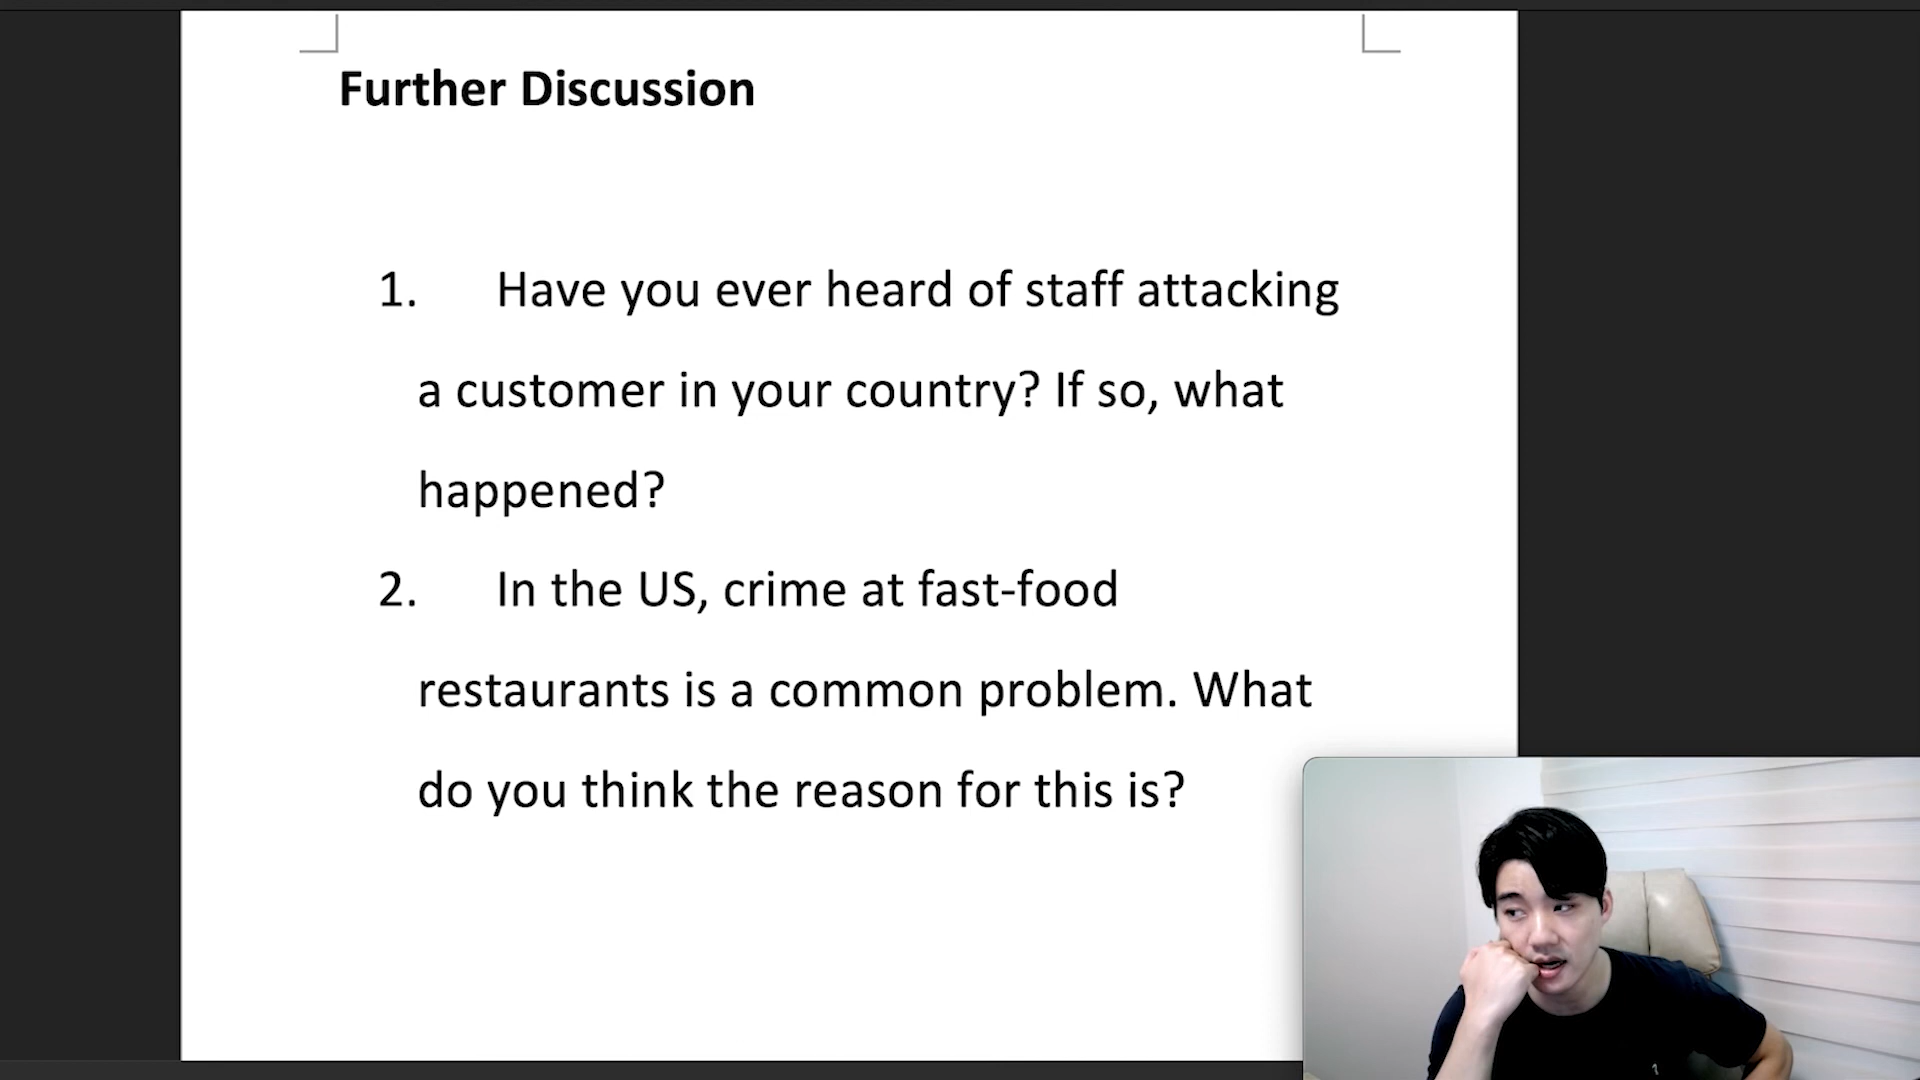 Further Discussion
1. Have you ever heard of staff attacking
a customer in your country? If so, what
happened?
2. In the US, crime at fast-food
restaurants is a common problem. What
do you think the reason for this is?